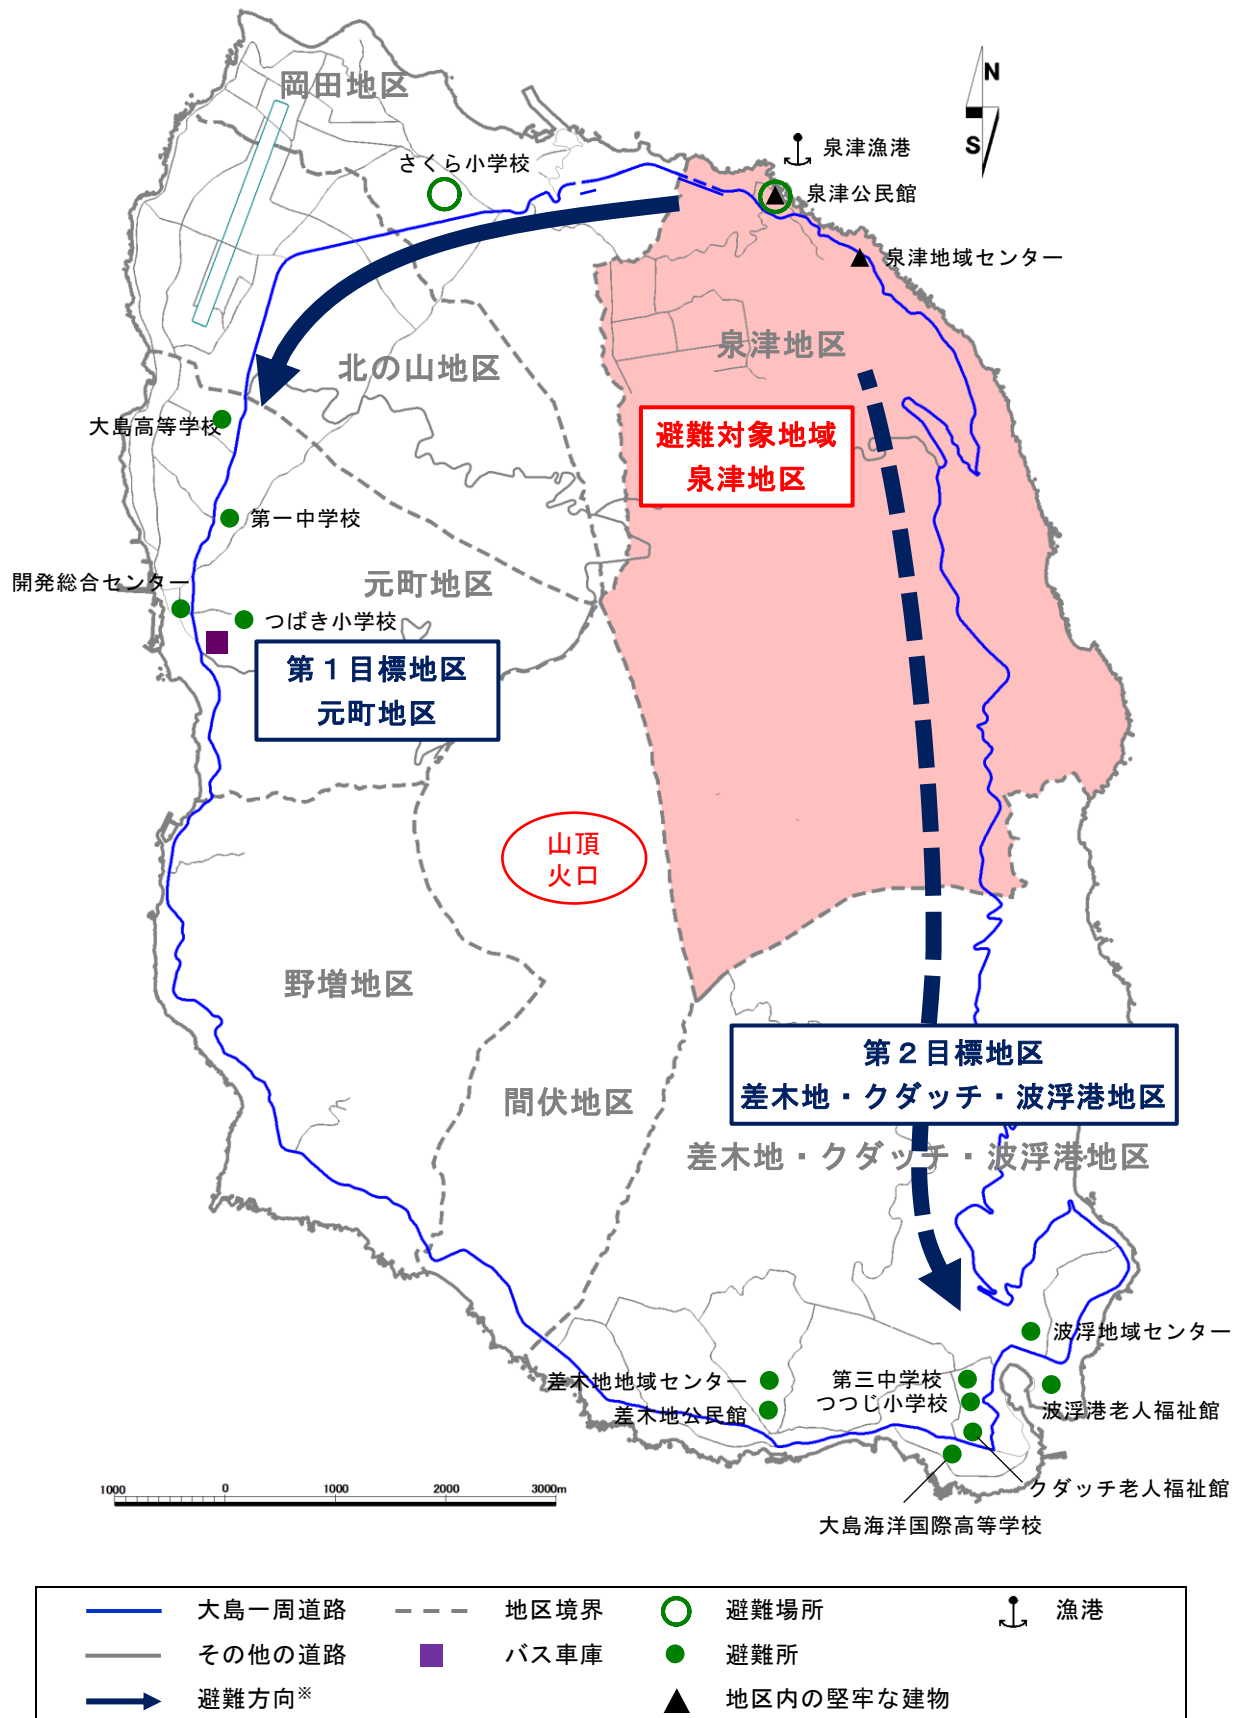 岡田地区
N
S
さくら小学校
泉津漁港
泉津公民館
泉津地域センター
泉津地区
北の山地区
避難対象地域
泉津地区
大島高等学校
第一中学校
元町地区
開発総合センター
つばき小学校
第１目標地区
元町地区
山頂
火口
野増地区
間伏地区
第２目標地区
差木地・クダッチ・波浮港地区
差木地・クダッチ・波浮港地区
波浮地域センター
差木地地域センター
第三中学校
つつじ小学校
差木地公民館
波浮港老人福祉館
クダッチ老人福祉館
大島海洋国際高等学校
1000 0 1000 2000 3000m
大島一周道路 地区境界 避難場所 漁港
その他の道路 バス車庫 避難所
避難方向※ 地区内の堅牢な建物